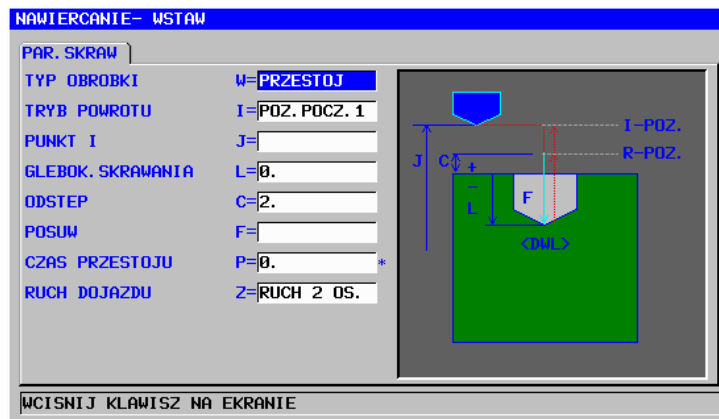 NAWIERCANIE- WSTAW
PAR.SKRAW
TYP OBROBKI W=PRZESTOJ
TRYB POWROTU I=POZ.POCZ.1
PUNKT I J=
GLEBOK.SKRAWANIA L=0.
ODSTEP C=2.
POSUW F=
CZAS PRZESTOJU P=0. *
RUCH DOJAZDU Z=RUCH 2 OS.
I-POZ.
R-POZ.
J C + -
L F
<DWL>
WCISNIJ KLAWISZ NA EKRANIE